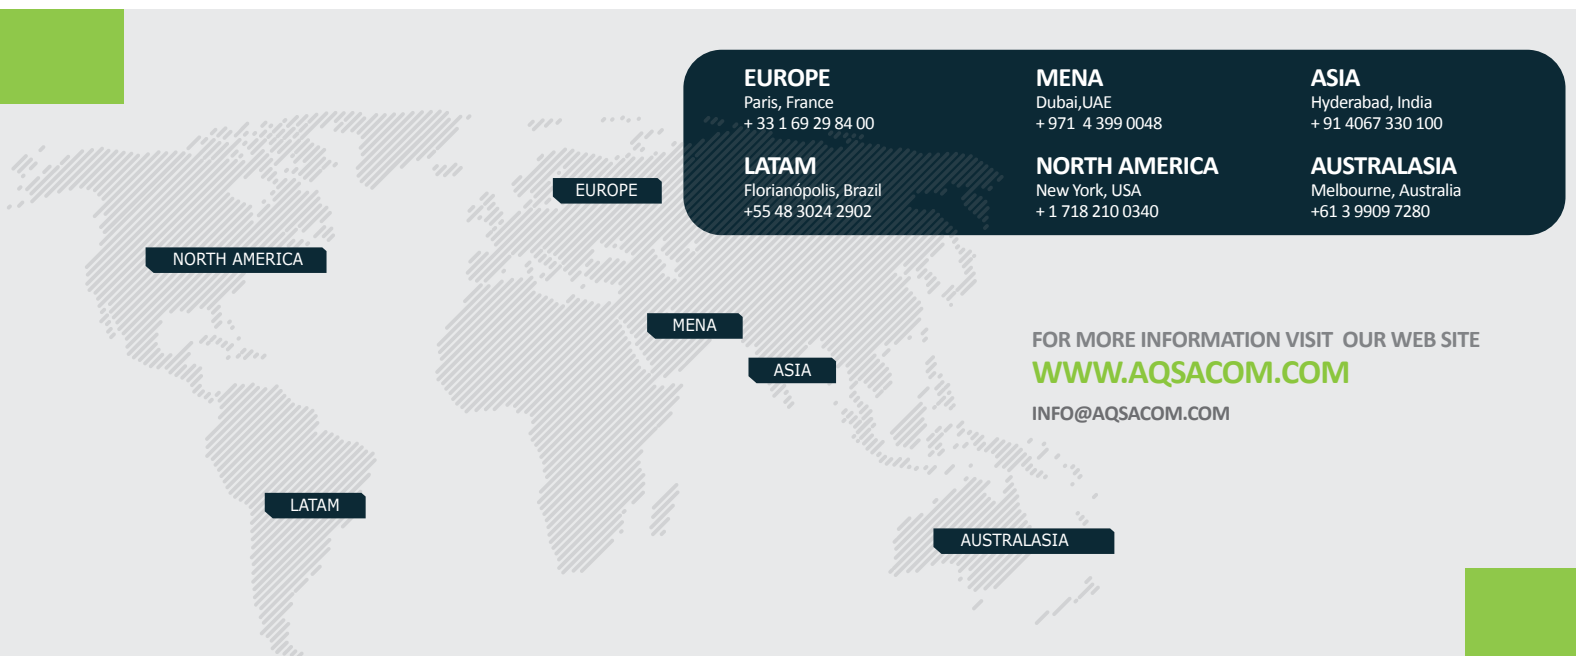 EUROPE
Paris, France
+ 33 1 69 29 84 00
MENA
Dubai,UAE
+ 971  4 399 0048
ASIA
Hyderabad, India
+ 91 4067 330 100
LATAM
Florianópolis, Brazil
+55 48 3024 2902
NORTH AMERICA
New York, USA
+ 1 718 210 0340
AUSTRALASIA
Melbourne, Australia
+61 3 9909 7280
EUROPE
NORTH AMERICA
MENA
ASIA
LATAM
AUSTRALASIA
FOR MORE INFORMATION VISIT  OUR WEB SITE
WWW.AQSACOM.COM
INFO@AQSACOM.COM